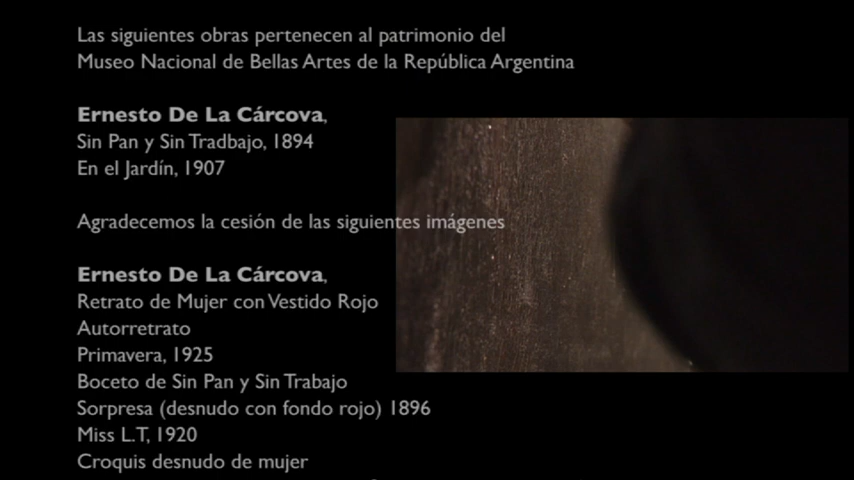 Las siguientes obras pertenecen al patrimonio del
Museo Nacional de Bellas Artes de la República Argentina
Ernesto De La Cárcova,
Sin Pan y Sin Tradbajo, 1894
En el Jardín, 1907
Agradecemos la cesión de las siguientes imágenes
Ernesto De La Cárcova,
Retrato de Mujer con Vestido Rojo
Autorretrato
Primavera, 1925
Boceto de Sin Pan y Sin Trabajo
Sorpresa (desnudo con fondo rojo) 1896
Miss L.T, 1920
Croquis desnudo de mujer